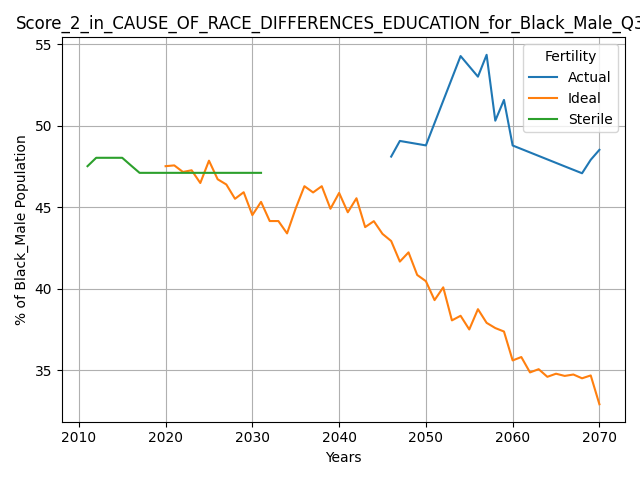 Score_2_in_CAUSE_OF_RACE_DIFFERENCES_EDUCATION_for_Black_Male_Q3
55
50
45
40
35
% of Black_Male Population
Fertility
Actual
Ideal
Sterile
2010 2020 2030 2040 2050 2060 2070
Years